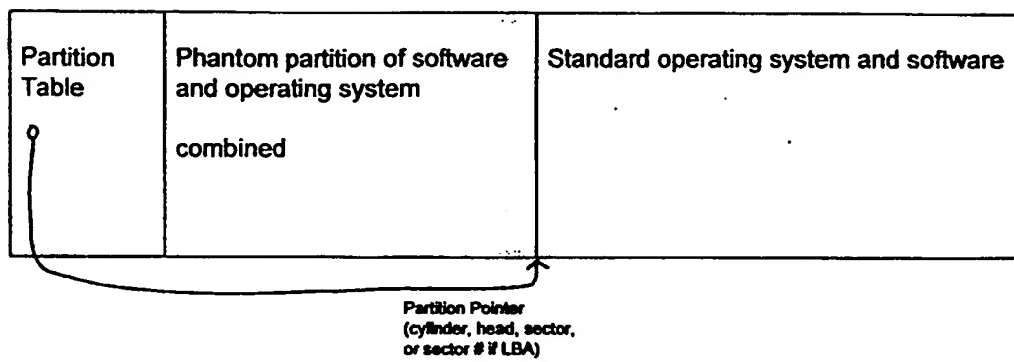 Partition
Table
Phantom partition of software
and operating system
combined
Standard operating system and software
Partition Pointer
(cylinder, head, sector,
or sector # if LBA)